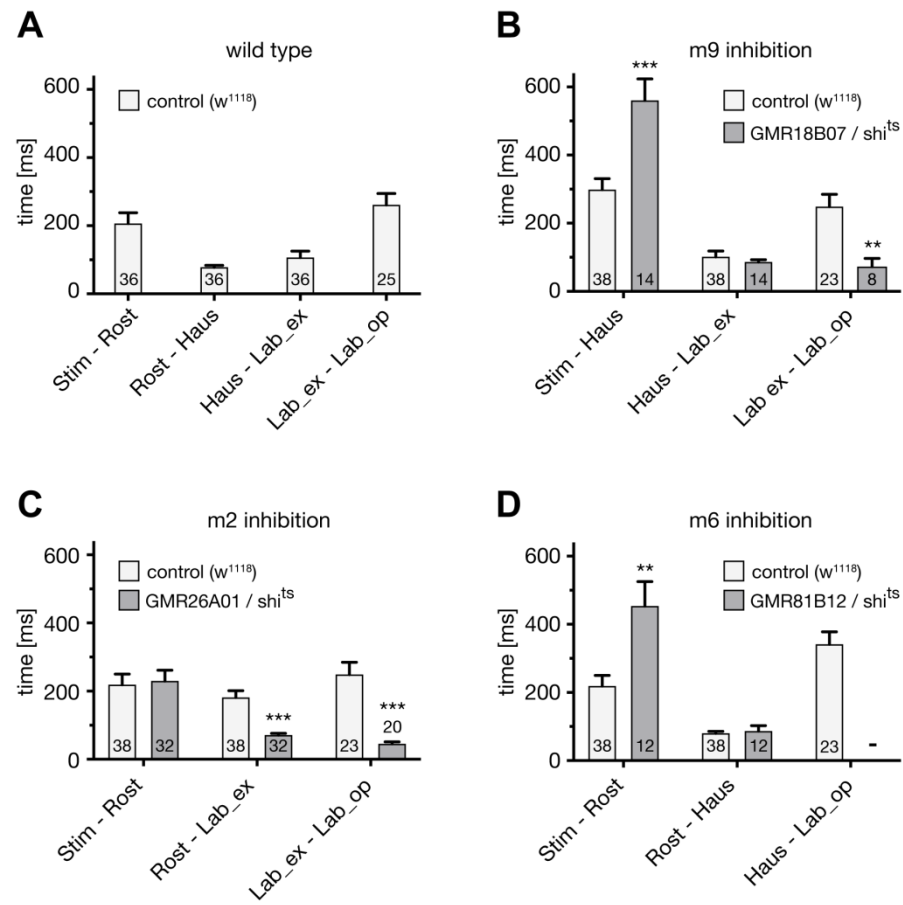 A
wild type
time [ms]
600
400
200
0
control (w¹¹¹⁸)
36
36
36
25
Stim - Rost
Rost - Haus
Haus - Lab_ex
Lab_ex - Lab_op
B
m9 inhibition
time [ms]
600
400
200
0
***
control (w¹¹¹⁸)
GMR18B07 / shiᵗˢ
**
38
14
38
14
23
8
Stim - Haus
Haus - Lab_ex
Lab ex - Lab_op
C
m2 inhibition
time [ms]
600
400
200
0
control (w¹¹¹⁸)
GMR26A01 / shiᵗˢ
***
***
20
38
32
38
32
23
Stim - Rost
Rost - Lab_ex
Lab_ex - Lab_op
D
m6 inhibition
time [ms]
600
400
200
0
**
control (w¹¹¹⁸)
GMR81B12 / shiᵗˢ
-
38
12
38
12
23
Stim - Rost
Rost - Haus
Haus - Lab_op